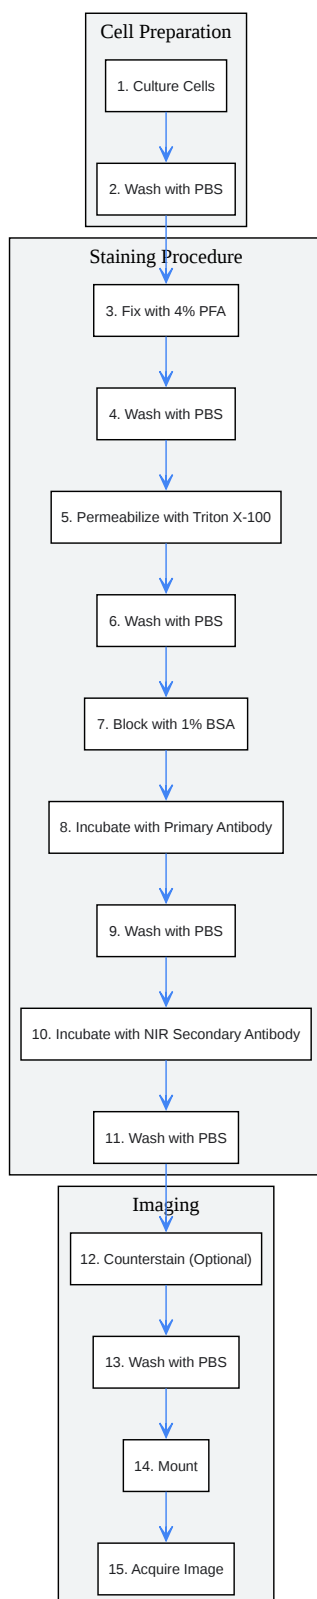 Cell Preparation
1. Culture Cells
2. Wash with PBS
Staining Procedure
3. Fix with 4% PFA
4. Wash with PBS
5. Permeabilize with Triton X-100
6. Wash with PBS
7. Block with 1% BSA
8. Incubate with Primary Antibody
9. Wash with PBS
10. Incubate with NIR Secondary Antibody
11. Wash with PBS
Imaging
12. Counterstain (Optional)
13. Wash with PBS
14. Mount
15. Acquire Image